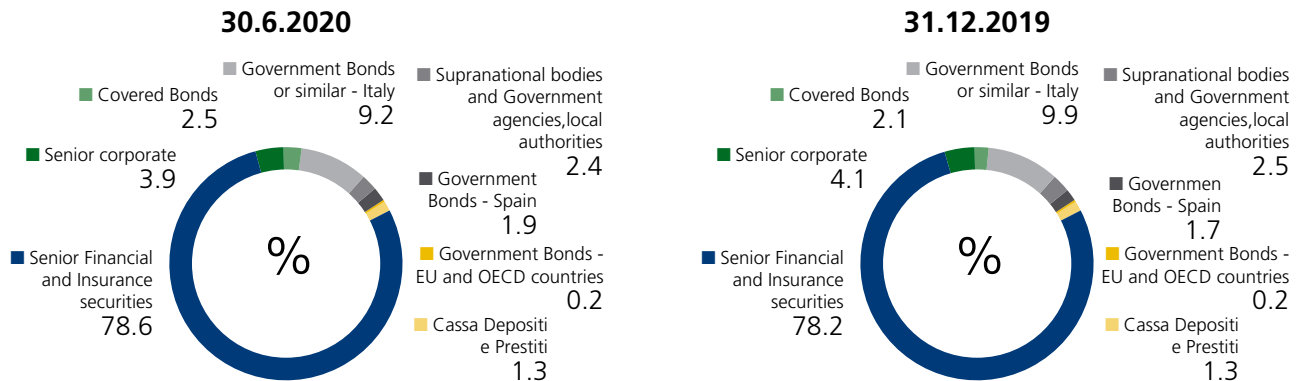 30.6.2020
Government Bonds
or similar - Italy
9.2
Supranational bodies
and Government
agencies,local
authorities
2.4
Covered Bonds
2.5
Senior corporate
3.9
Government
Bonds - Spain
1.9
%
Senior Financial
and Insurance
securities
78.6
Government Bonds -
EU and OECD countries
0.2
Cassa Depositi
e Prestiti
1.3
31.12.2019
Government Bonds
or similar - Italy
9.9
Supranational bodies
and Government
agencies,local
authorities
2.5
Covered Bonds
2.1
Senior corporate
4.1
Governmen
Bonds - Spain
1.7
%
Senior Financial
and Insurance
securities
78.2
Government Bonds -
EU and OECD countries
0.2
Cassa Depositi
e Prestiti
1.3